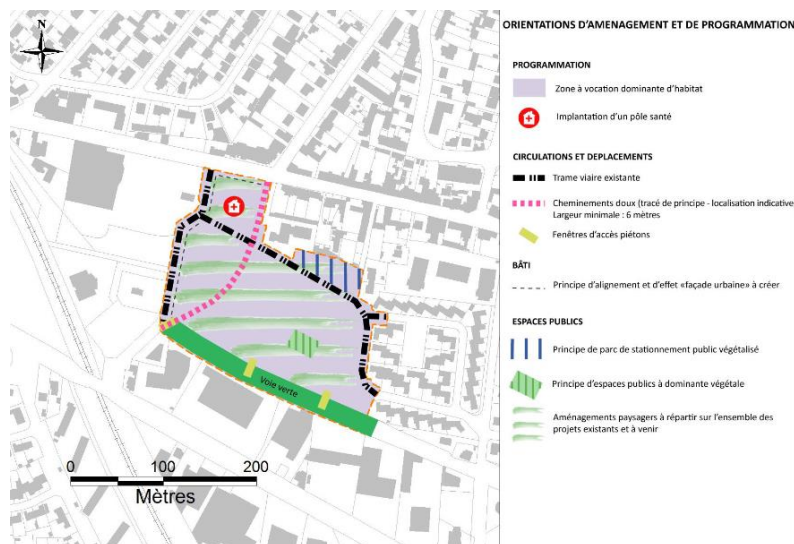 N
Voie verte
0 100 200
Mètres
ORIENTATIONS D'AMENAGEMENT ET DE PROGRAMMATION
PROGRAMMATION
Zone à vocation dominante d'habitat
Implantation d'un pôle santé
CIRCULATIONS ET DEPLACEMENTS
Trame viaire existante
Cheminements doux (tracé de principe - localisation indicative
Largeur minimale : 6 mètres
Fenêtres d'accès piétons
BÂTI
Principe d'alignement et d'effet «façade urbaine» à créer
ESPACES PUBLICS
Principe de parc de stationnement public végétalisé
Principe d'espaces publics à dominante végétale
Aménagements paysagers à répartir sur l'ensemble des
projets existants et à venir